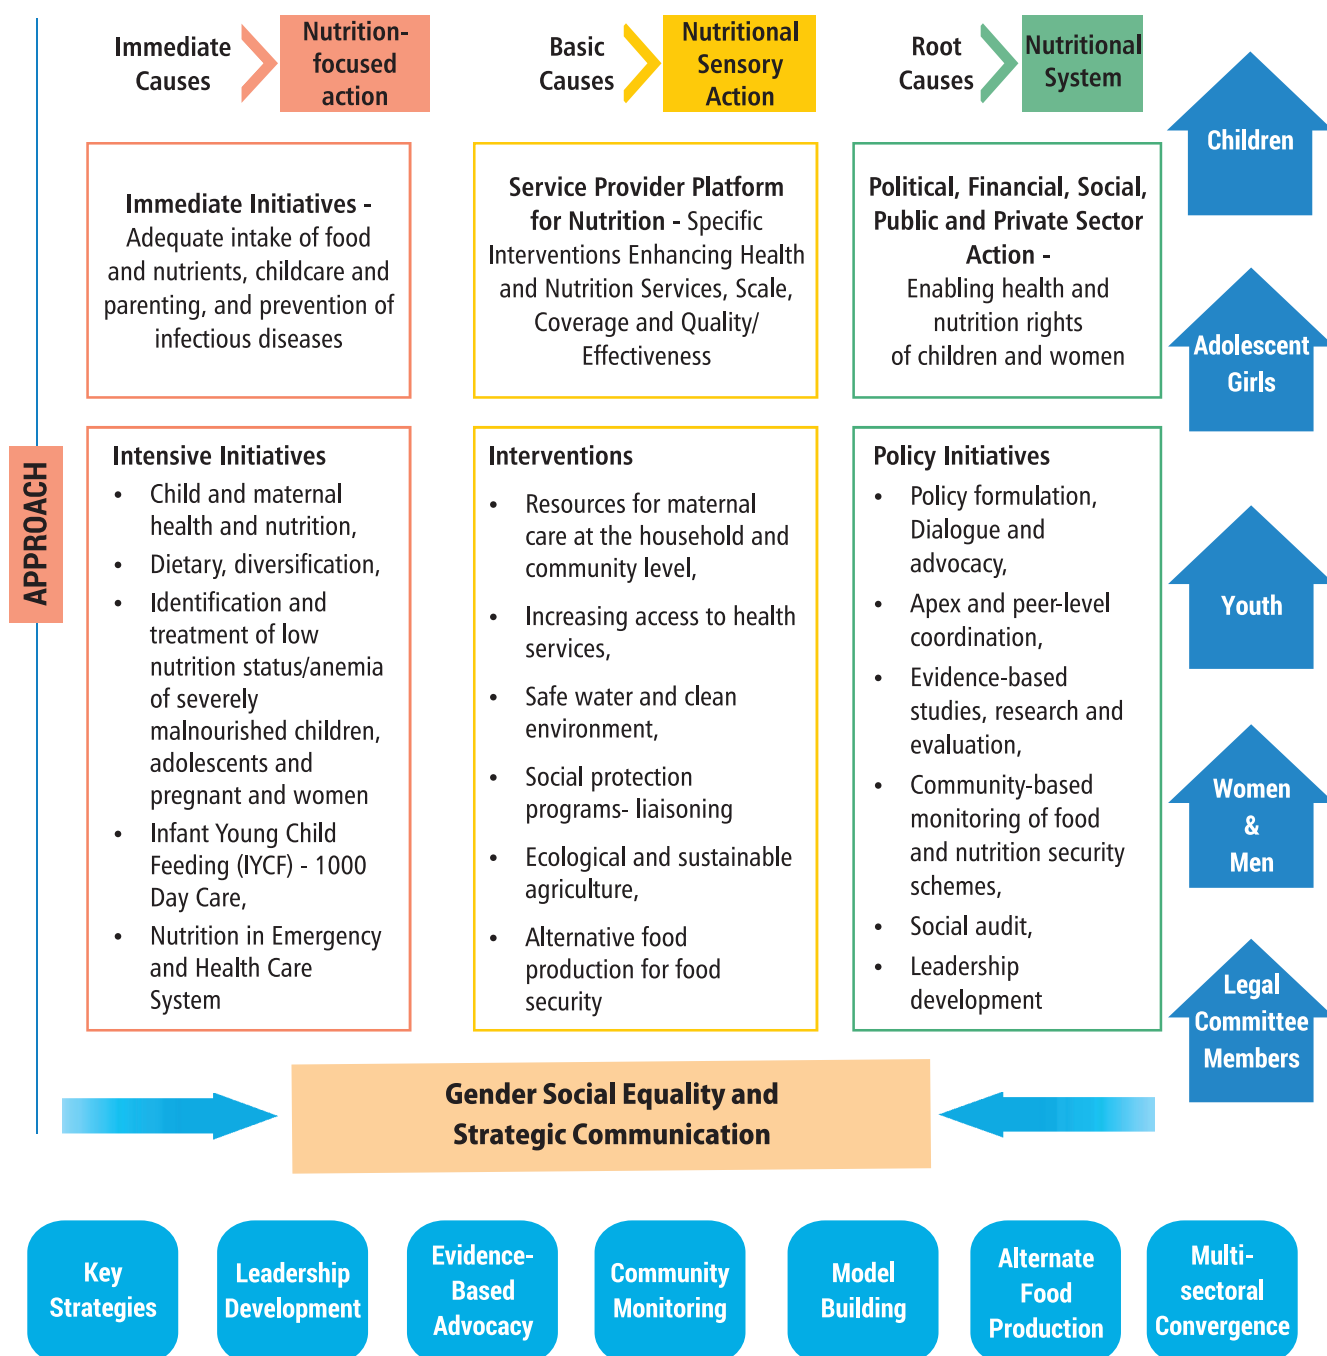 Immediate
Causes
Nutrition-
focused
action
Basic
Causes
Nutritional
Sensory
Action
Root
Causes
Nutritional
System
Immediate Initiatives -
Adequate intake of food
and nutrients, childcare and
parenting, and prevention of
infectious diseases
Service Provider Platform
for Nutrition - Specific
Interventions Enhancing Health
and Nutrition Services, Scale,
Coverage and Quality/
Effectiveness
Political, Financial, Social,
Public and Private Sector
Action -
Enabling health and
nutrition rights
of children and women
APPROACH
Intensive Initiatives
• Child and maternal
health and nutrition,
• Dietary, diversification,
• Identification and
treatment of low
nutrition status/anemia
of severely
malnourished children,
adolescents and
pregnant and women
• Infant Young Child
Feeding (IYCF) - 1000
Day Care,
• Nutrition in Emergency
and Health Care
System
Interventions
• Resources for maternal
care at the household and
community level,
• Increasing access to health
services,
• Safe water and clean
environment,
• Social protection
programs- liaisoning
• Ecological and sustainable
agriculture,
• Alternative food
production for food
security
Policy Initiatives
• Policy formulation,
Dialogue and
advocacy,
• Apex and peer-level
coordination,
• Evidence-based
studies, research and
evaluation,
• Community-based
monitoring of food
and nutrition security
schemes,
• Social audit,
• Leadership
development
Children
Adolescent
Girls
Youth
Women
&
Men
Legal
Committee
Members
Gender Social Equality and
Strategic Communication
Key
Strategies
Leadership
Development
Evidence-
Based
Advocacy
Community
Monitoring
Model
Building
Alternate
Food
Production
Multi-
sectoral
Convergence